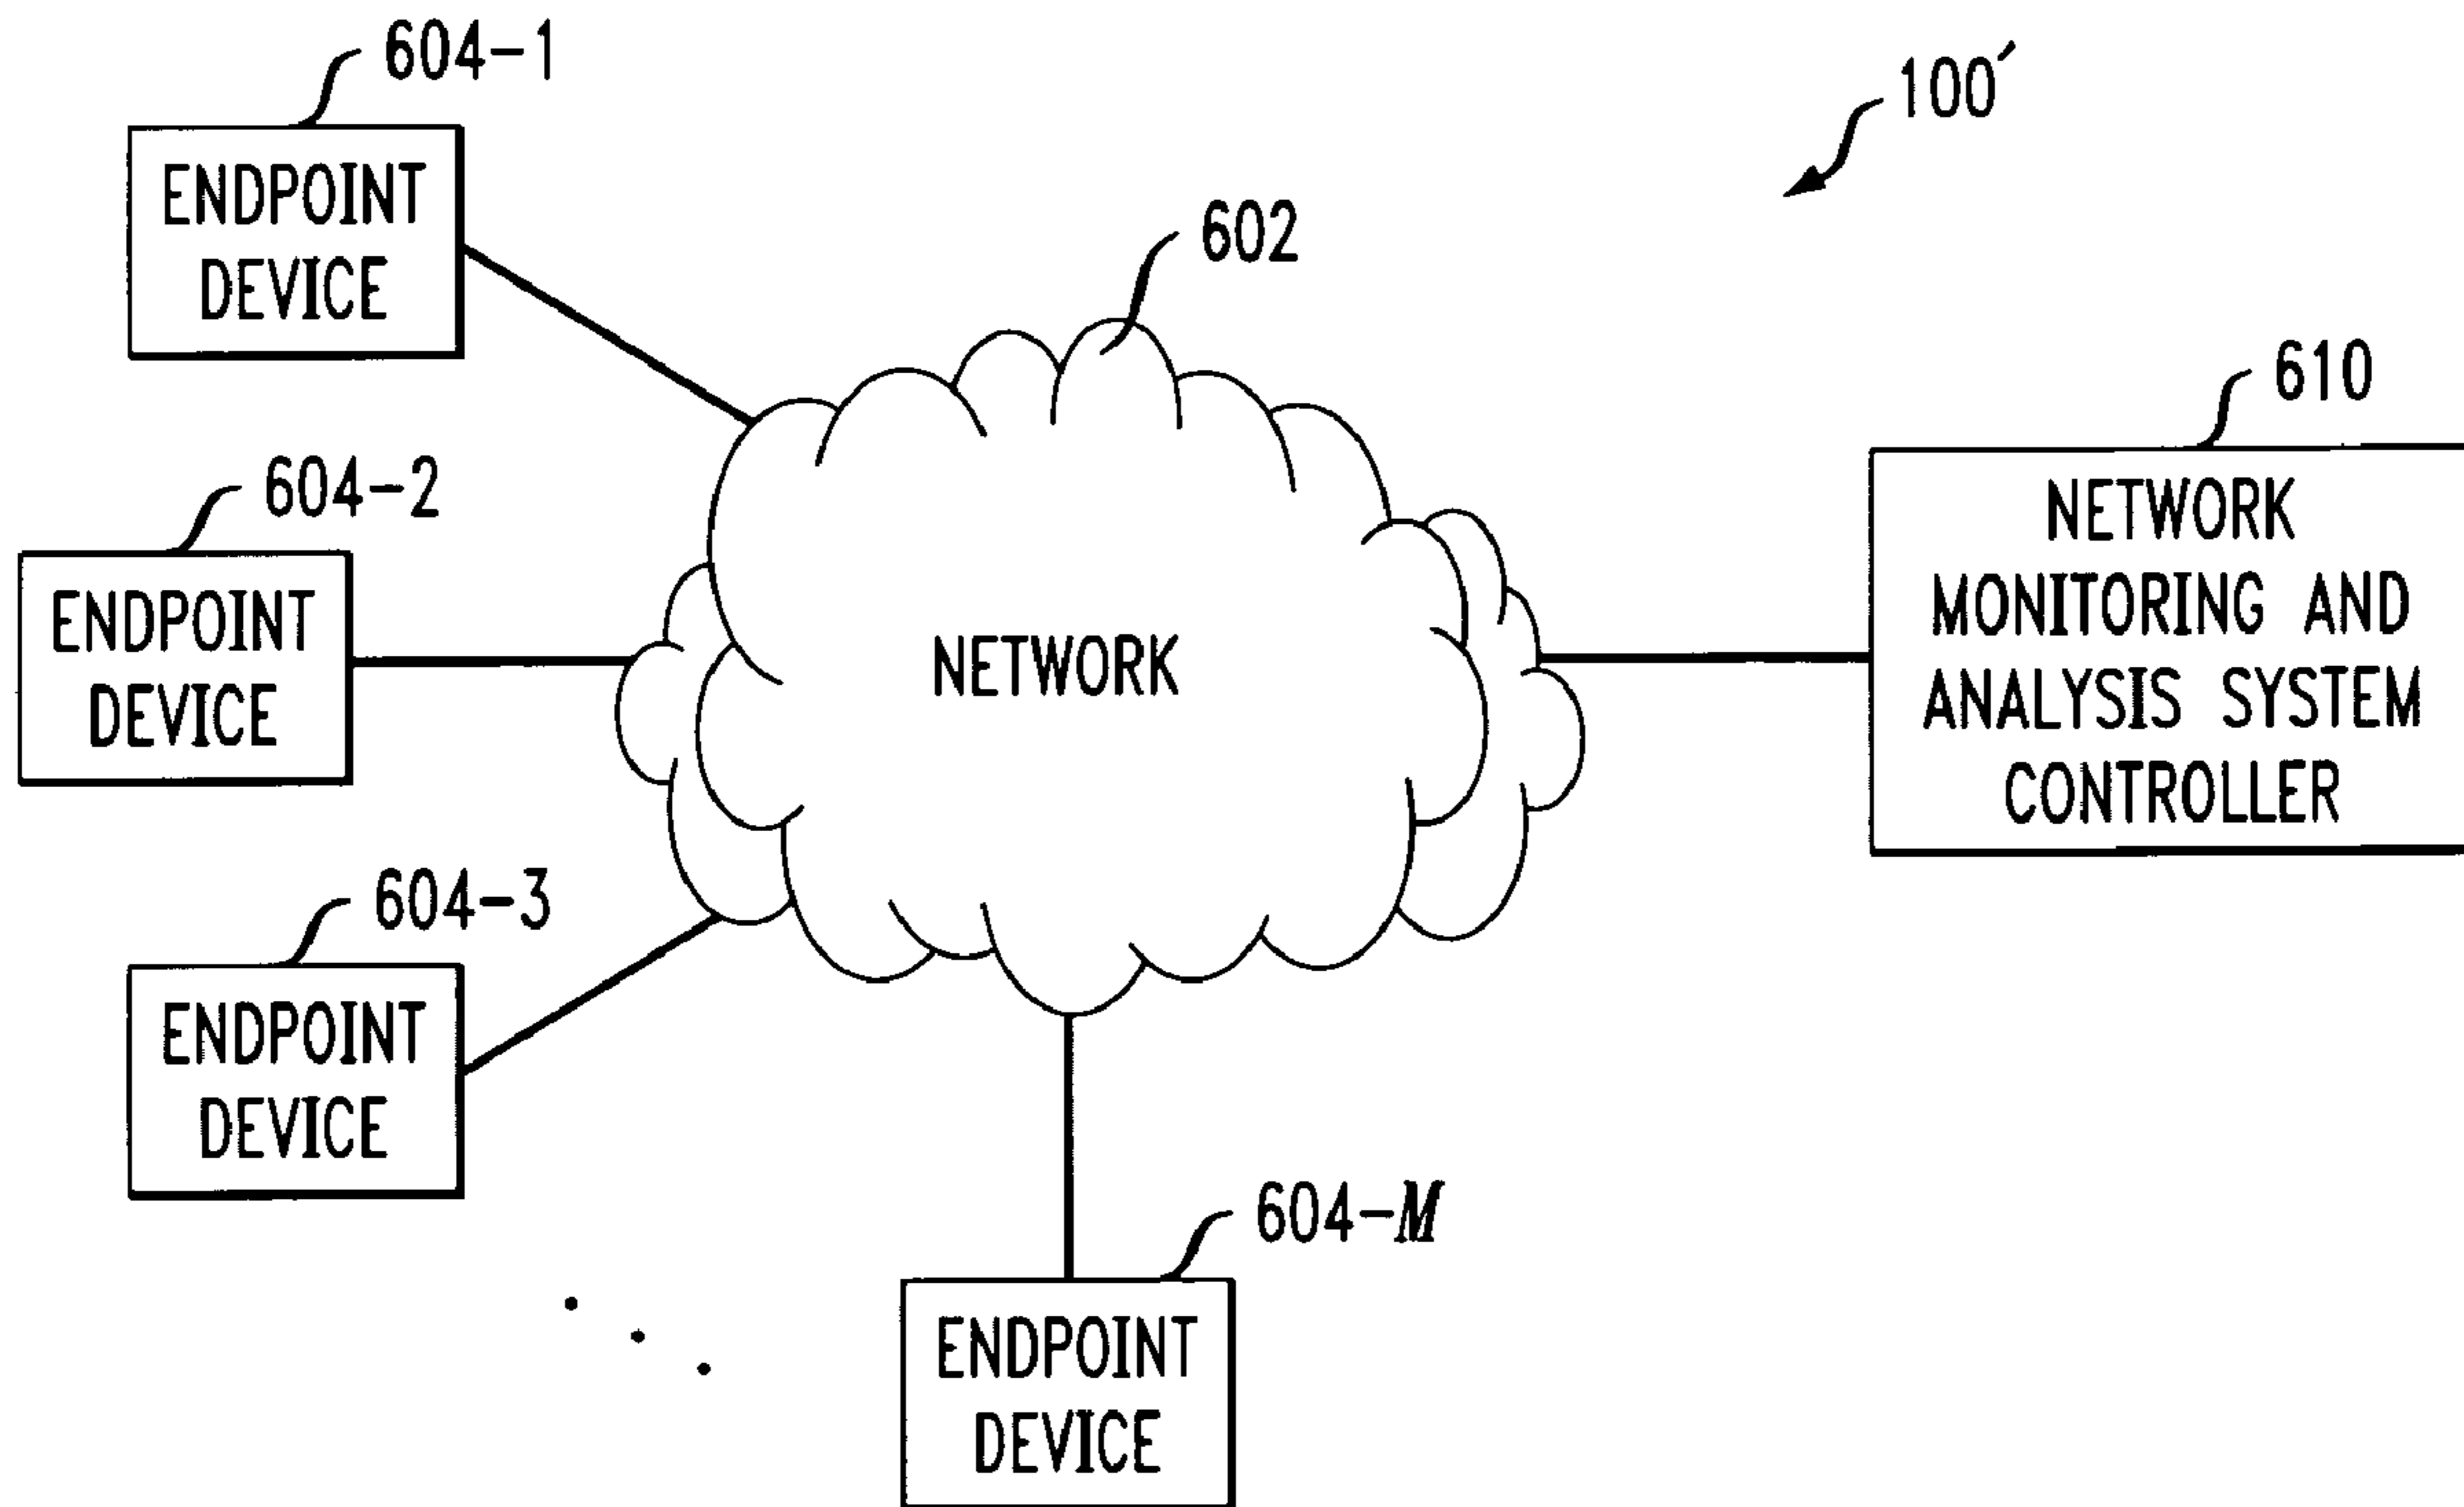 604-1
ENDPOINT
DEVICE
100′
602
610
NETWORK
MONITORING AND
ANALYSIS SYSTEM
CONTROLLER
604-2
ENDPOINT
DEVICE
NETWORK
604-3
ENDPOINT
DEVICE
604-M
ENDPOINT
DEVICE